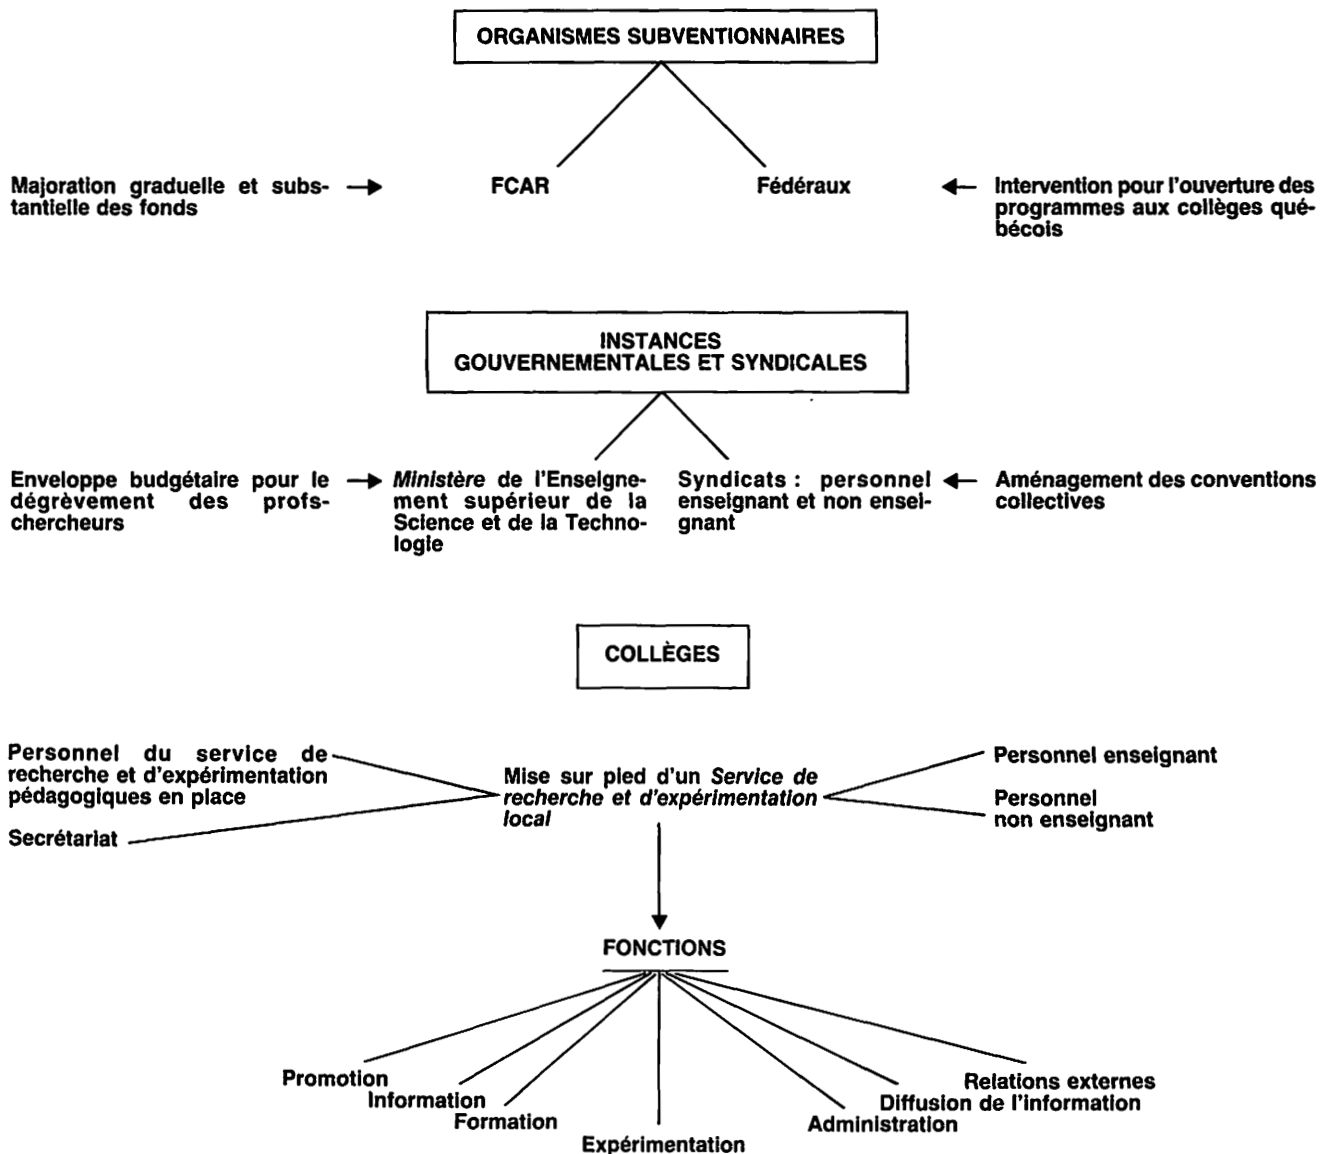 ORGANISMES SUBVENTIONNAIRES
Majoration graduelle et subs-
tantielle des fonds
FCAR
Fédéraux
Intervention pour l'ouverture des
programmes aux collèges qué-
bécois
INSTANCES
GOUVERNEMENTALES ET SYNDICALES
Enveloppe budgétaire pour le
dégrèvement des profs-
chercheurs
Ministère de l'Enseigne-
ment supérieur de la
Science et de la Techno-
logie
Syndicats : personnel
enseignant et non ensei-
gnant
Aménagement des conventions
collectives
COLLÈGES
Personnel du service de
recherche et d'expérimentation
pédagogiques en place
Secrétariat
Mise sur pied d'un Service de
recherche et d'expérimentation
local
Personnel enseignant
Personnel
non enseignant
FONCTIONS
Promotion
Information
Formation
Expérimentation
Administration
Diffusion de l'information
Relations externes